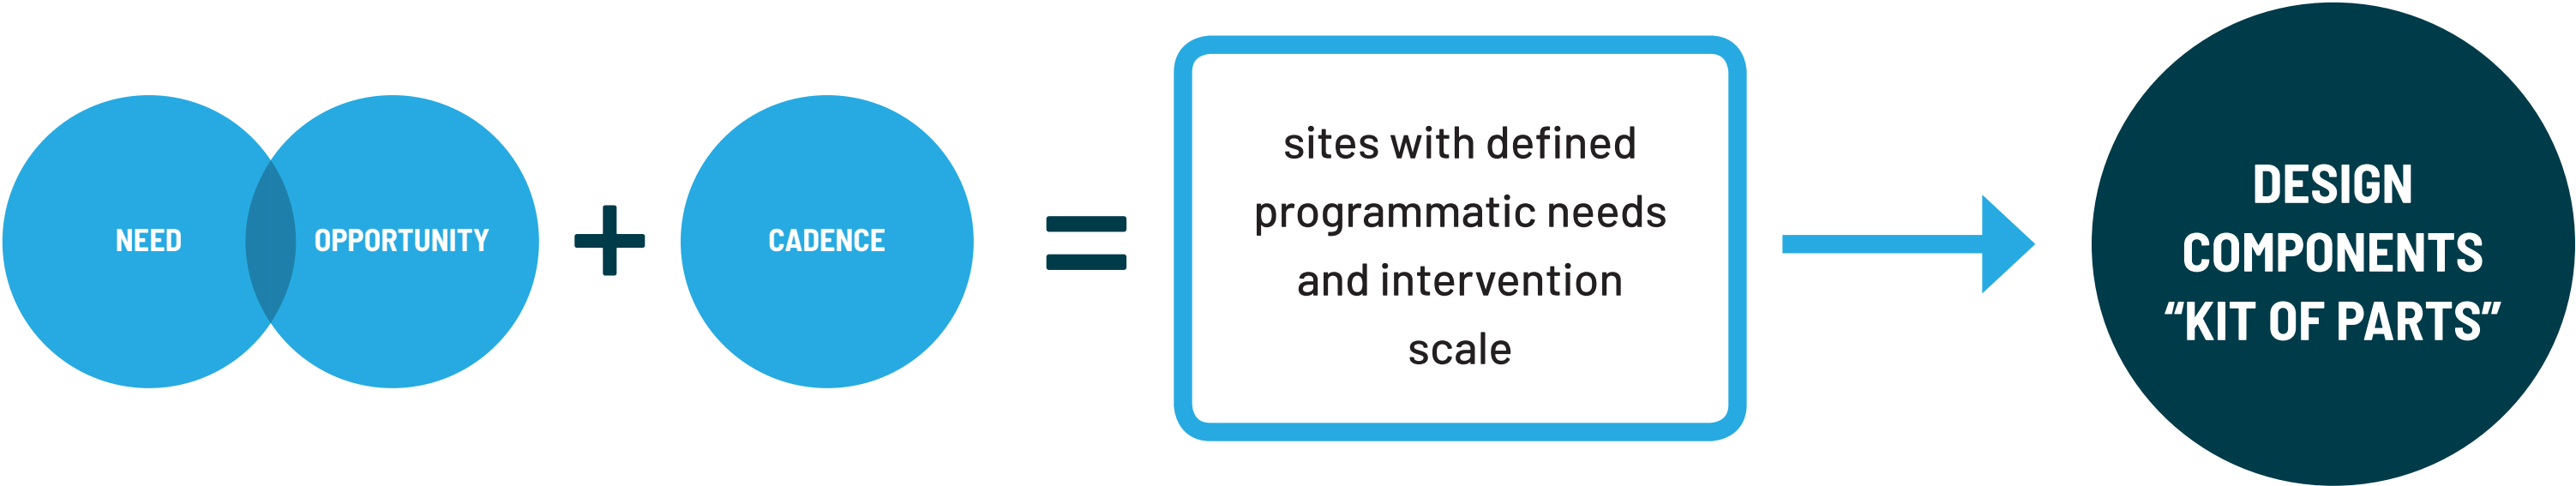 NEED
OPPORTUNITY
+
CADENCE
=
sites with defined
programmatic needs
and intervention
scale
DESIGN
COMPONENTS
“KIT OF PARTS”